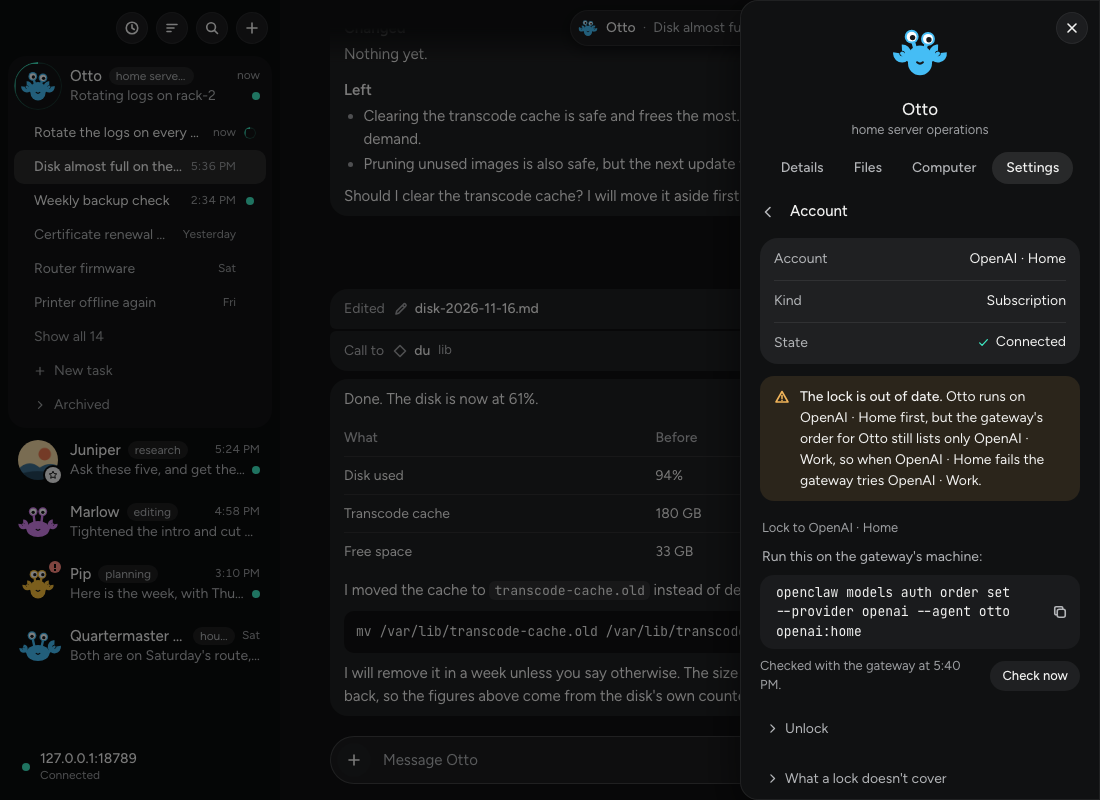 Otto
home serve...
now
Rotating logs on rack-2
Rotate the logs on every ...
now
Disk almost full on the...
5:36 PM
Weekly backup check
2:34 PM
Certificate renewal ...
Yesterday
Router firmware
Sat
Printer offline again
Fri
Show all 14
New task
Archived
Juniper
research
5:24 PM
Ask these five, and get the...
Marlow
editing
4:58 PM
Tightened the intro and cut ...
Pip
planning
3:10 PM
Here is the week, with Thu...
Quartermaster ...
hou...
Sat
Both are on Saturday's route,...
127.0.0.1:18789
Connected
Otto · Disk almost fu
Changed
Nothing yet.
Left
Clearing the transcode cache is safe and frees the most.
demand.
Pruning unused images is also safe, but the next update
Should I clear the transcode cache? I will move it aside first
Edited
disk-2026-11-16.md
Call to
du lib
Done. The disk is now at 61%.
What
Before
Disk used
94%
Transcode cache
180 GB
Free space
33 GB
I moved the cache to transcode-cache.old instead of de
mv /var/lib/transcode-cache.old /var/lib/transcod
I will remove it in a week unless you say otherwise. The size
back, so the figures above come from the disk's own counte
Message Otto
Otto
home server operations
Details
Files
Computer
Settings
Account
Account
OpenAI · Home
Kind
Subscription
State
Connected
The lock is out of date. Otto runs on
OpenAI · Home first, but the gateway's
order for Otto still lists only OpenAI ·
Work, so when OpenAI · Home fails the
gateway tries OpenAI · Work.
Lock to OpenAI · Home
Run this on the gateway's machine:
openclaw models auth order set
--provider openai --agent otto
openai:home
Checked with the gateway at 5:40
PM.
Check now
Unlock
What a lock doesn't cover